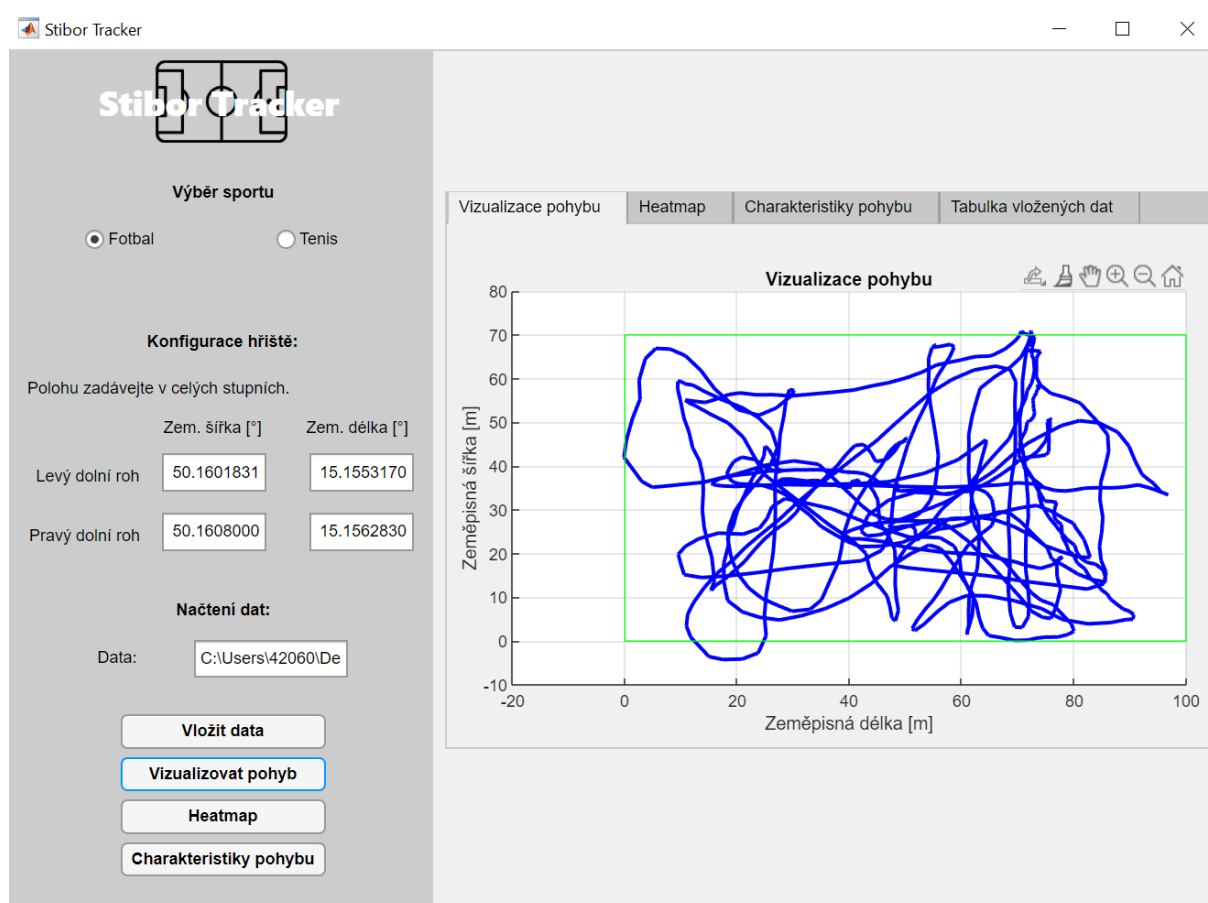 Stibor Tracker
Stibor Tracker
Výběr sportu
Fotbal
Tenis
Konfigurace hřiště:
Polohu zadávejte v celých stupních.
Zem. šířka [°]
Zem. délka [°]
Levý dolní roh
50.1601831
15.1553170
Pravý dolní roh
50.1608000
15.1562830
Načtení dat:
Data:
C:\Users\42060\De
Vložit data
Vizualizovat pohyb
Heatmap
Charakteristiky pohybu
Vizualizace pohybu
Heatmap
Charakteristiky pohybu
Tabulka vložených dat
Vizualizace pohybu
80
70
60
50
40
30
20
10
0
-10
Zeměpisná šířka [m]
-20
0
20
40
60
80
100
Zeměpisná délka [m]